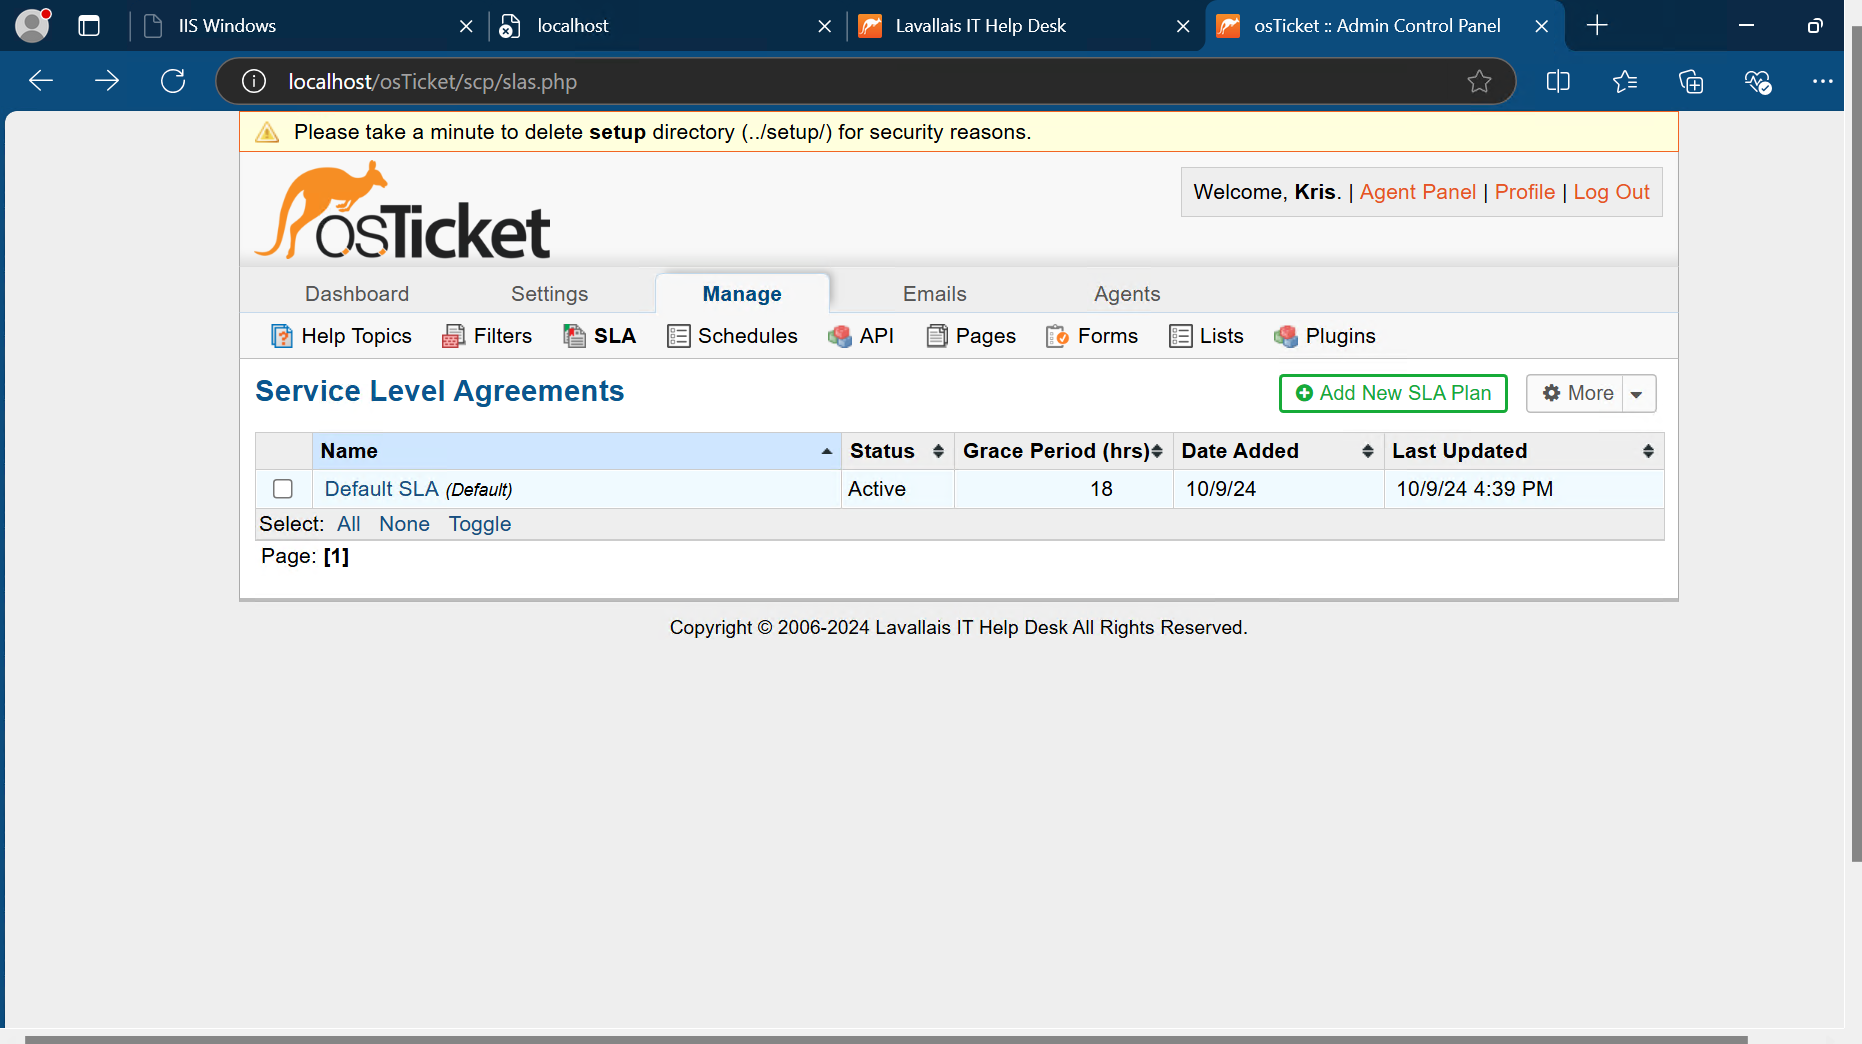 IIS Windows
localhost
Lavallais IT Help Desk
osTicket :: Admin Control Panel
localhost/osTicket/scp/slas.php
Please take a minute to delete setup directory (../setup/) for security reasons.
osTicket
Welcome, Kris. | Agent Panel | Profile | Log Out
Dashboard Settings Manage Emails Agents
Help Topics Filters SLA Schedules API Pages Forms Lists Plugins
Service Level Agreements
Add New SLA Plan
More
Name Status Grace Period (hrs) Date Added Last Updated
Default SLA (Default) Active 18 10/9/24 10/9/24 4:39 PM
Select: All None Toggle
Page: [1]
Copyright © 2006-2024 Lavallais IT Help Desk All Rights Reserved.